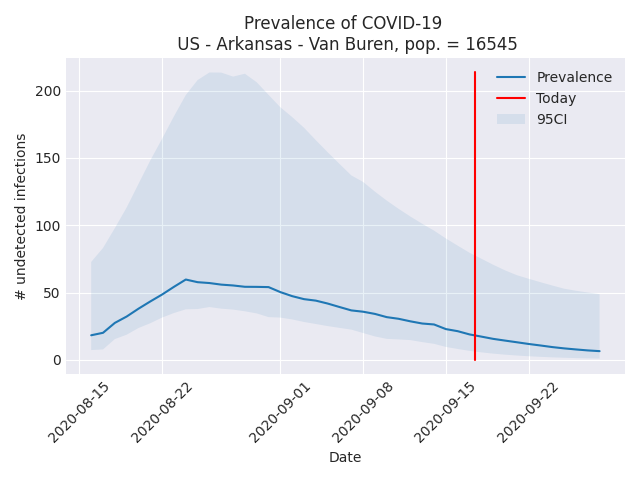 Prevalence of COVID-19
US - Arkansas - Van Buren, pop. = 16545
# undetected infections
200
150
100
50
0
Prevalence
Today
95CI
2020-08-15
2020-08-22
2020-09-01
2020-09-08
2020-09-15
2020-09-22
Date